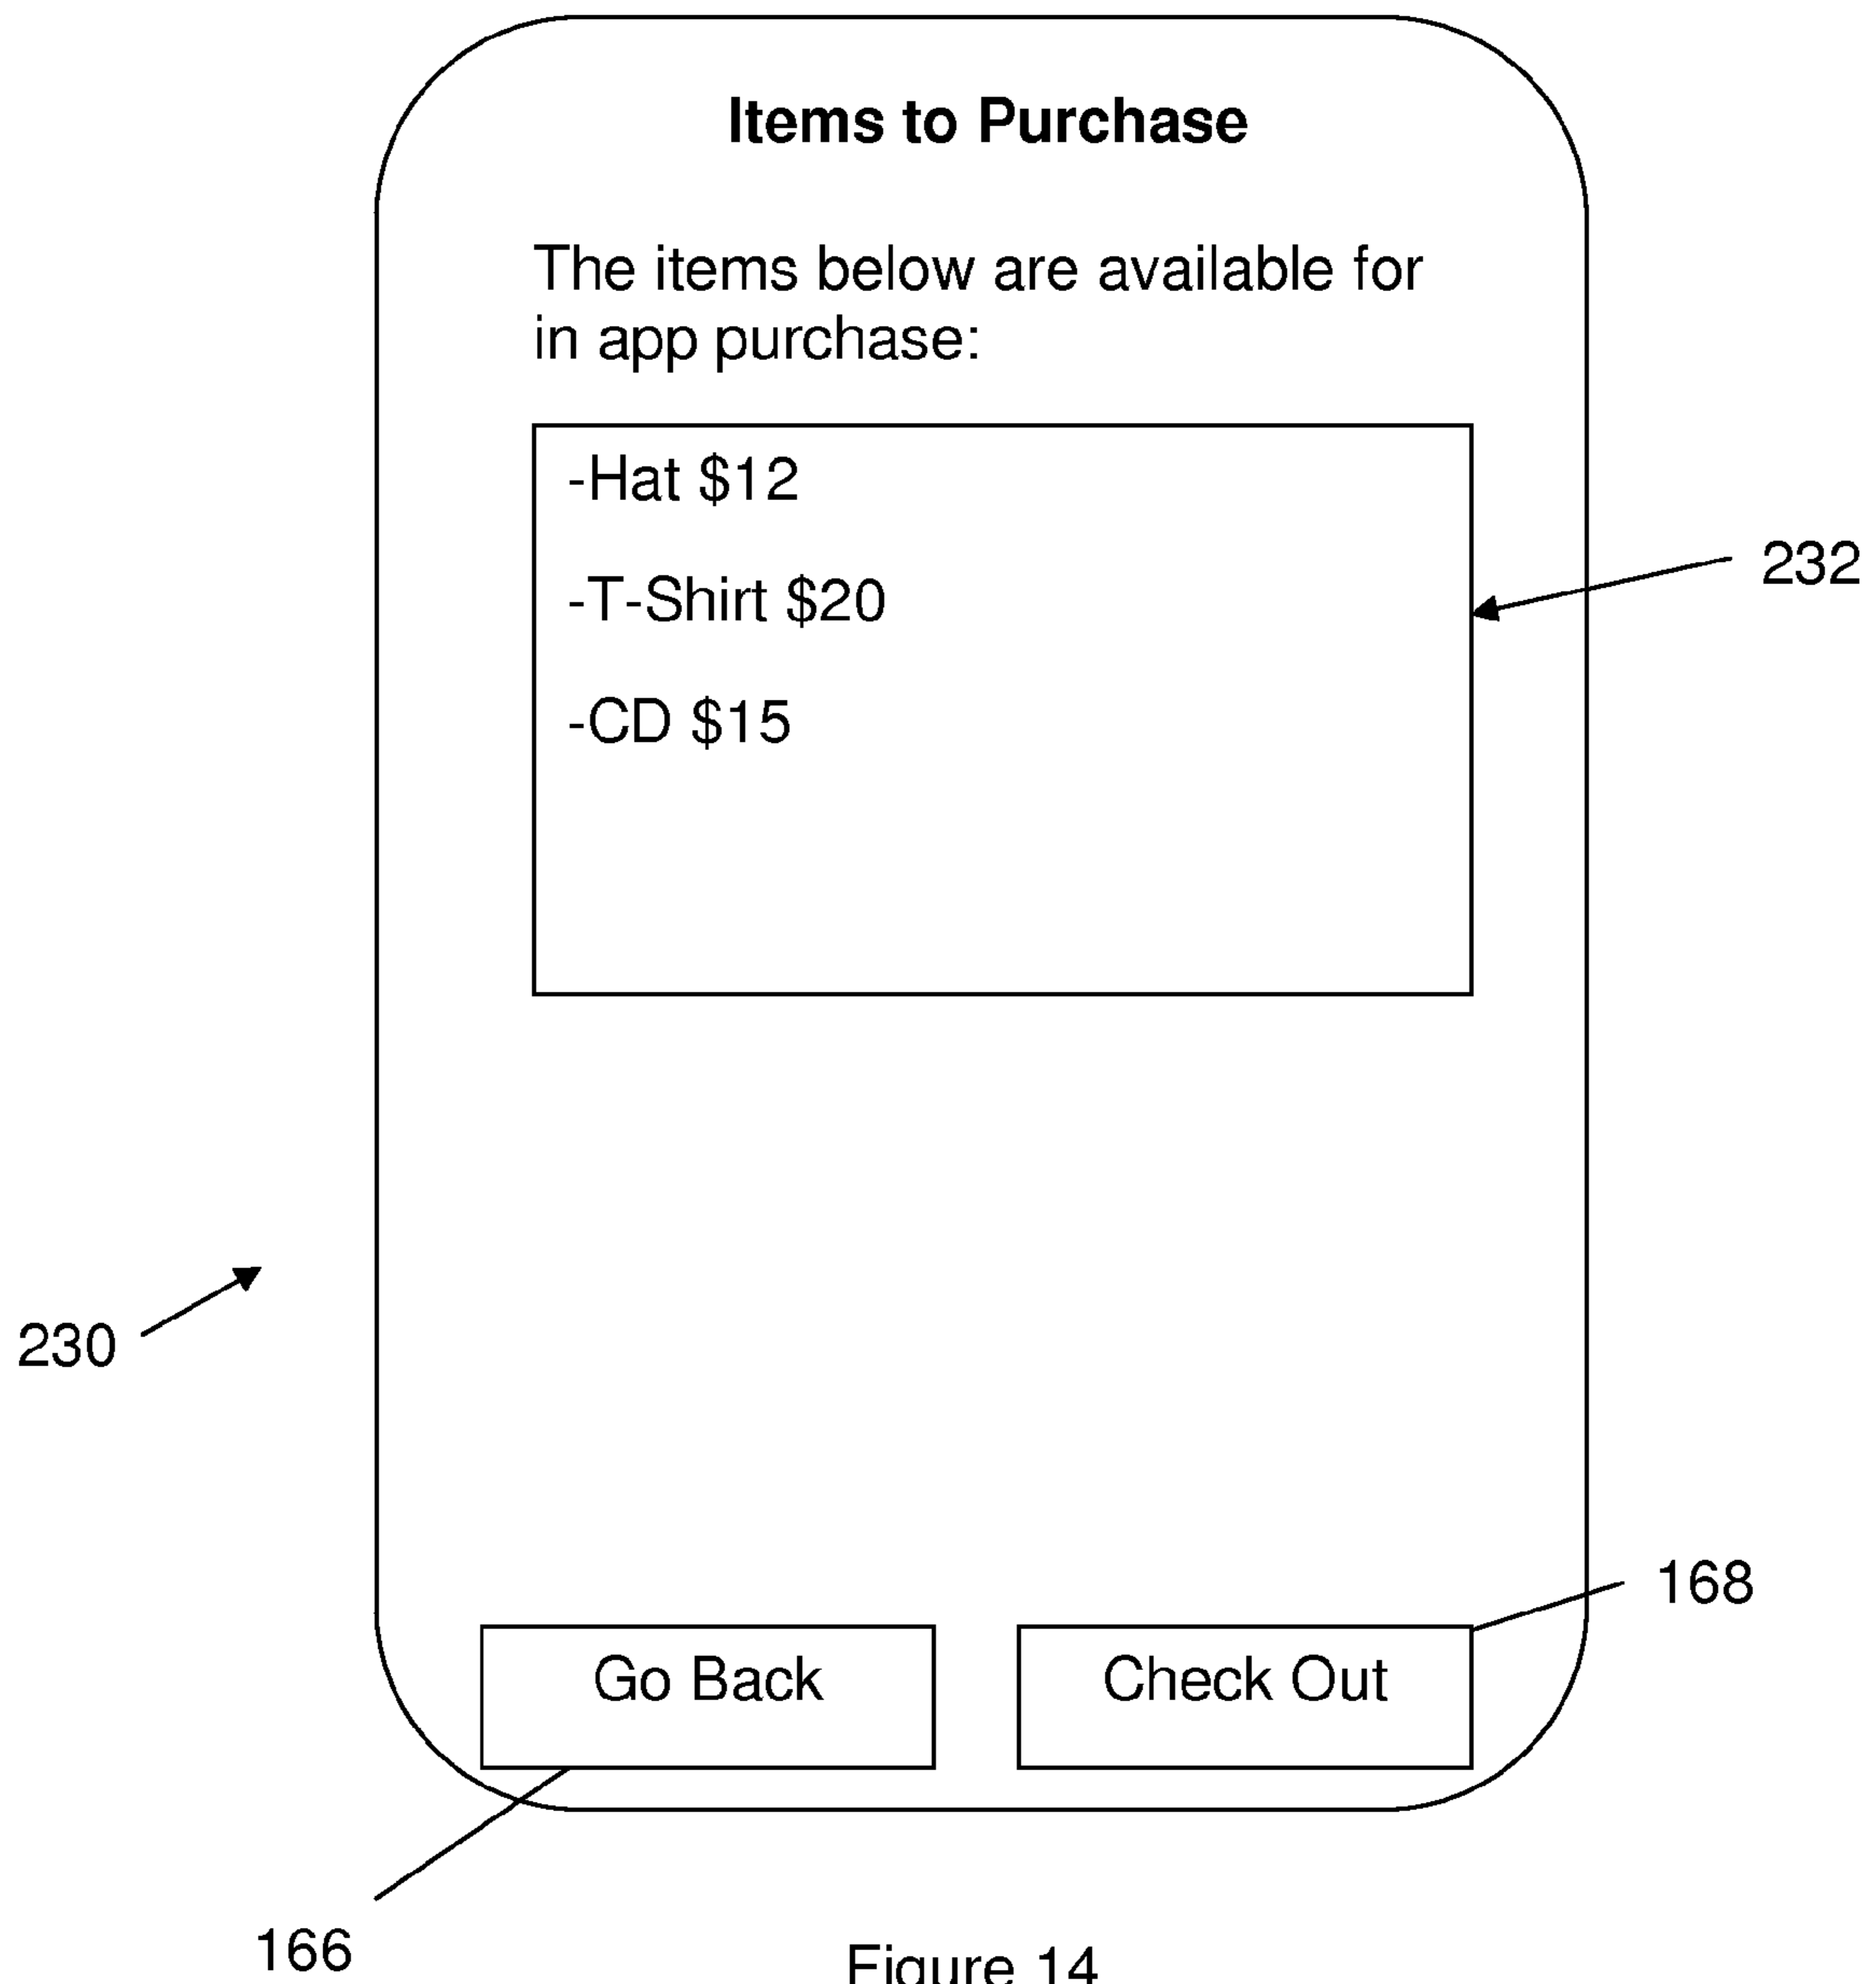 Items to Purchase
The items below are available for
in app purchase:
-Hat $12
-T-Shirt $20
-CD $15
232
230
168
Go Back
Check Out
166
Figure 14